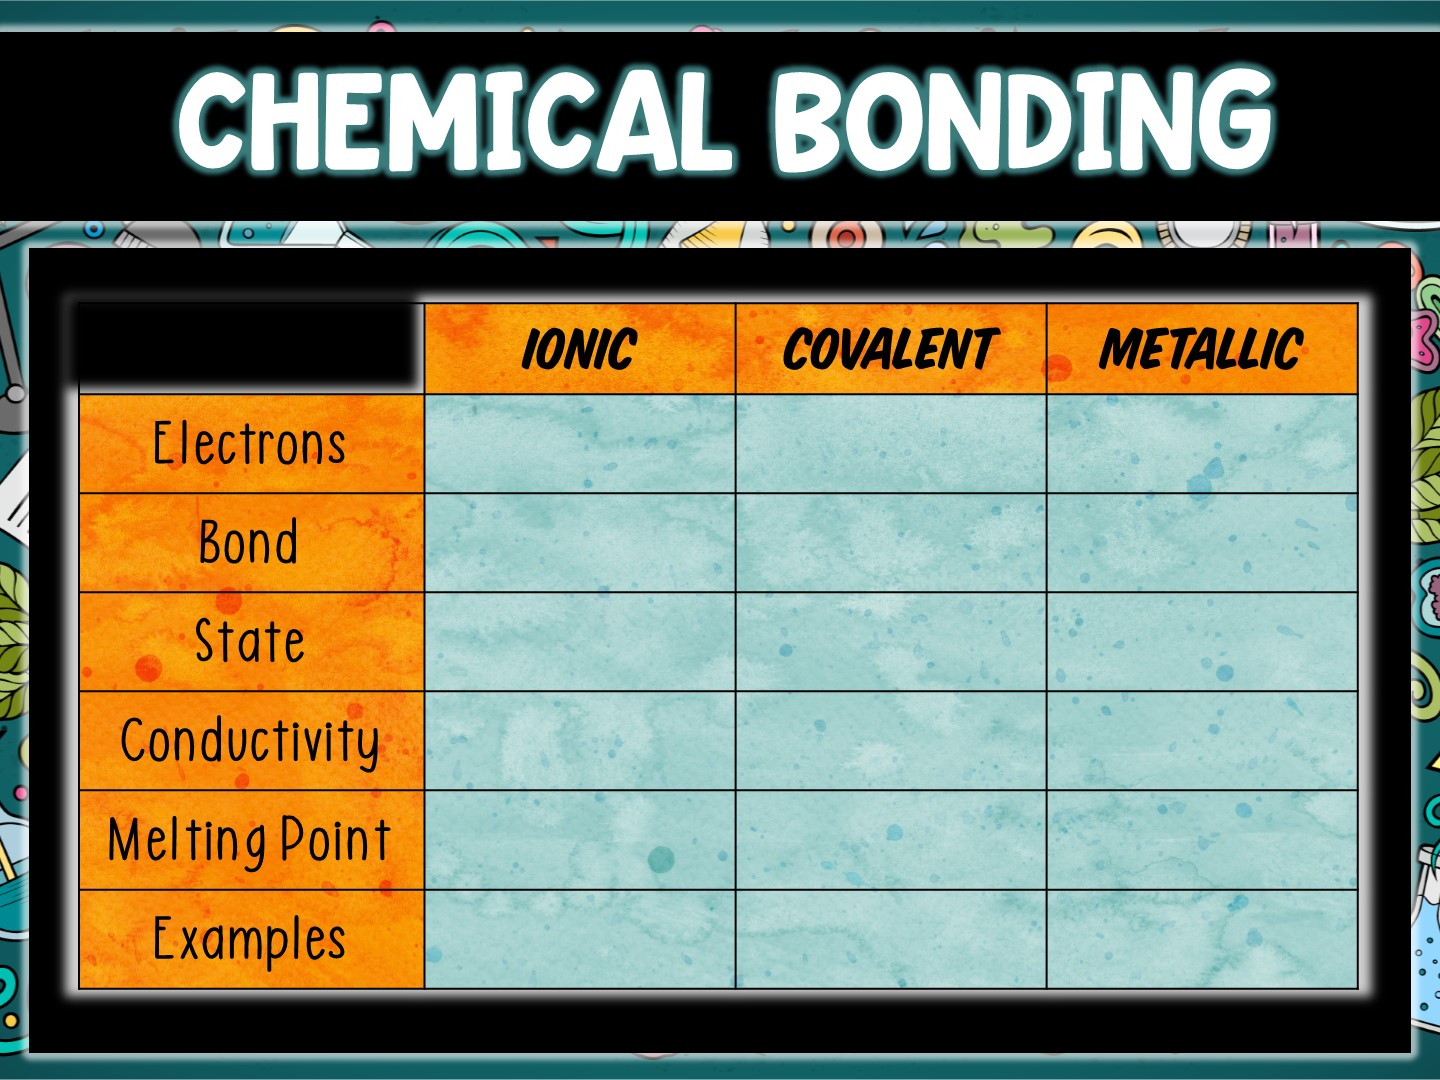 CHEMICAL BONDING
IONIC COVALENT METALLIC
Electrons
Bond
State
Conductivity
Melting Point
Examples